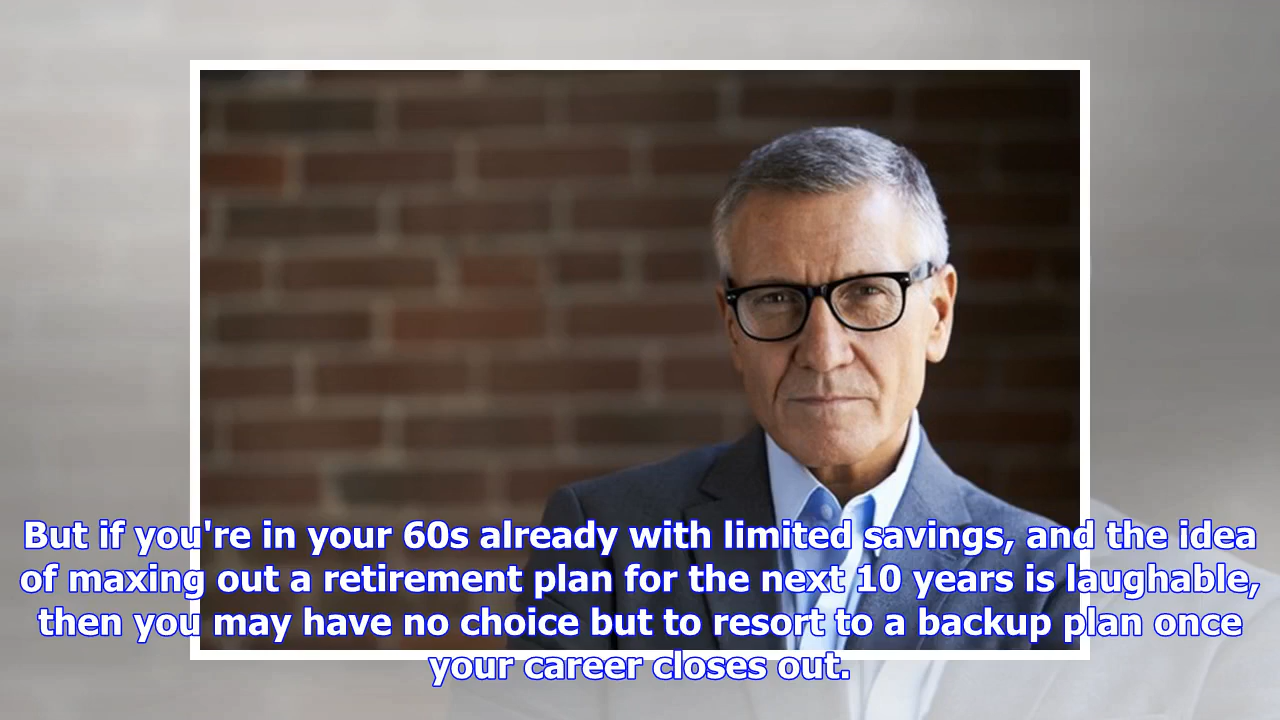 But if you're in your 60s already with limited savings, and the idea
of maxing out a retirement plan for the next 10 years is laughable,
then you may have no choice but to resort to a backup plan once
your career closes out.